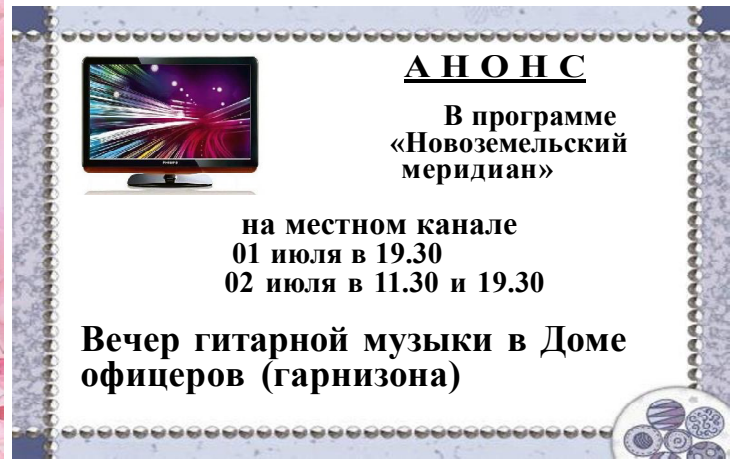 АНОНС
В программе
«Новоземельский
меридиан»
PHILIPS
на местном канале
01 июля в 19.30
02 июля в 11.30 и 19.30
Вечер гитарной музыки в Доме
офицеров (гарнизона)